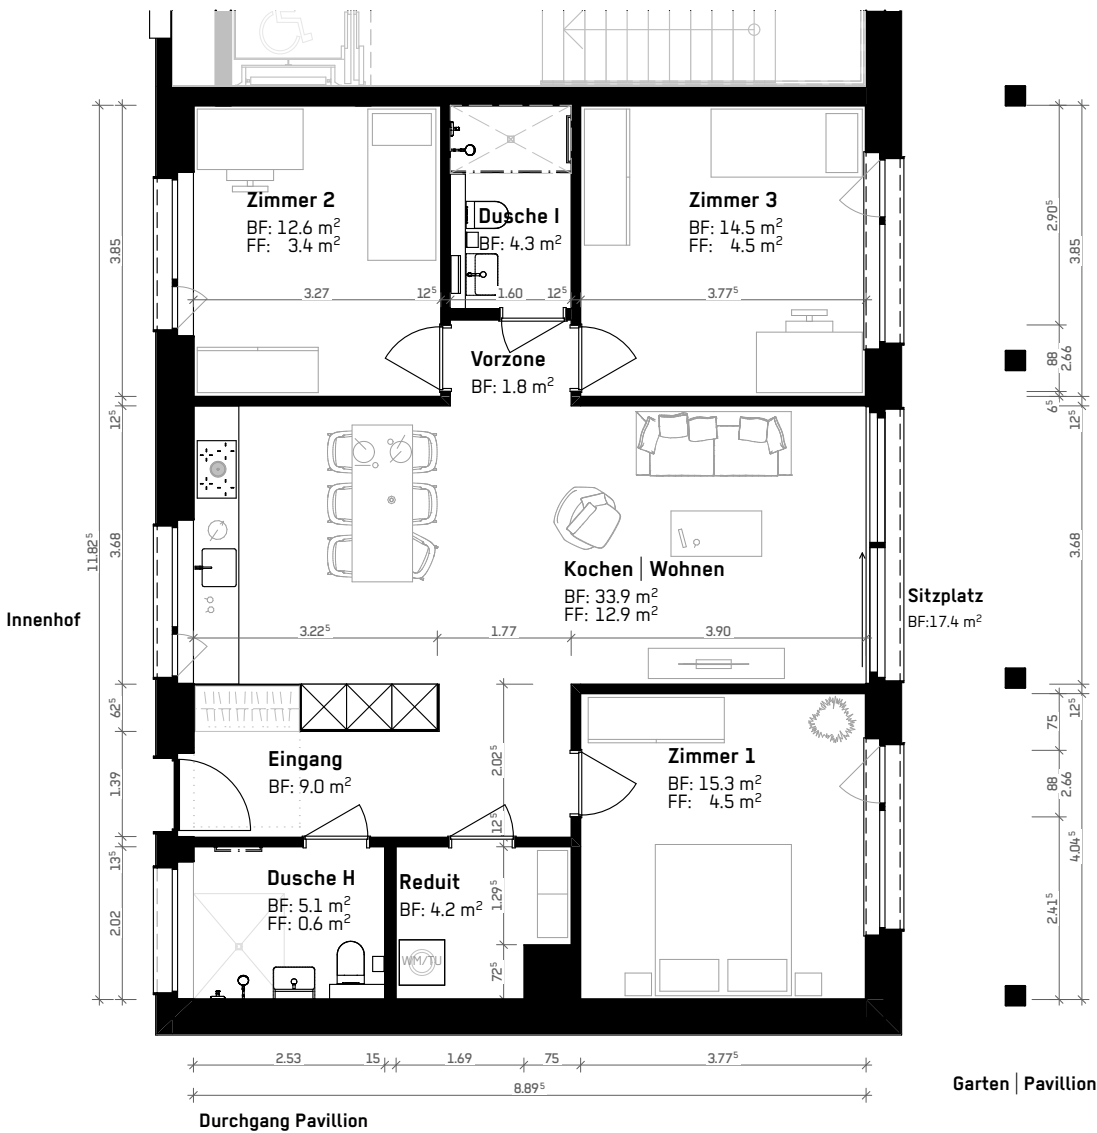 Zimmer 2
BF: 12.6 m²
FF: 3.4 m²
Dusche I
BF: 4.3 m²
Zimmer 3
BF: 14.5 m²
FF: 4.5 m²
3.27
12⁵
1.60
12⁵
3.77⁵
Vorzone
BF: 1.8 m²
3.85
12⁵
3.68
11.82⁵
62⁵
1.39
13⁵
2.02
2.90⁵
3.85
88
2.66
6⁵
12⁵
3.68
12⁵
75
88
2.66
4.04⁵
2.41⁵
Kochen | Wohnen
BF: 33.9 m²
FF: 12.9 m²
Innenhof
Sitzplatz
BF:17.4 m²
3.22⁵
1.77
3.90
Eingang
BF: 9.0 m²
2.02⁵
12⁵
Zimmer 1
BF: 15.3 m²
FF: 4.5 m²
Dusche H
BF: 5.1 m²
FF: 0.6 m²
Reduit
BF: 4.2 m²
1.29⁵
72⁵
WM/TU
2.53
15
1.69
75
3.77⁵
8.89⁵
Garten | Pavillion
Durchgang Pavillion